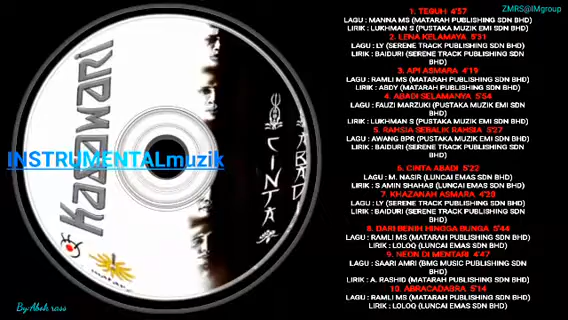 ZMRS@IMgroup
1. TEGUH 4'57
LAGU : MANNA MS (MATARAH PUBLISHING SDN BHD)
LIRIK : LUKHMAN S (PUSTAKA MUZIK EMI SDN BHD)
2. LENA KELAMAYA 5'31
LAGU : LY (SERENE TRACK PUBLISHING SDN BHD)
LIRIK : BAIDURI (SERENE TRACK PUBLISHING SDN
BHD)
3. API ASMARA 4'19
LAGU : RAMLI MS (MATARAH PUBLISHING SDN BHD)
LIRIK : ABDY (MATARAH PUBLISHING SDN BHD)
4. ABADI SELAMANYA 5'54
LAGU : FAUZI MARZUKI (PUSTAKA MUZIK EMI SDN
BHD)
LIRIK : LUKHMAN S (PUSTAKA MUZIK EMI SDN BHD)
5. RAHSIA SEBALIK RAHSIA 5'27
LAGU : AWANG BPR (PUSTAKA MUZIK EMI SDN BHD)
LIRIK : BAIDURI (SERENE TRACK PUBLISHING SDN
BHD)
6. CINTA ABADI 5'22
LAGU : M. NASIR (LUNCAI EMAS SDN BHD)
LIRIK : S AMIN SHAHAB (LUNCAI EMAS SDN BHD)
7. KHAZANAH ASMARA 4'28
LAGU : LY (SERENE TRACK PUBLISHING SDN BHD)
LIRIK : BAIDURI (SERENE TRACK PUBLISHING SDN BHD)
8. DARI BENIH HINGGA BUNGA 5'44
LAGU : RAMLI MS (MATARAH PUBLISHING SDN BHD)
LIRIK : LOLOQ (LUNCAI EMAS SDN BHD)
9. NEON DI MENTARI 4'47
LAGU : SAARI AMRI (BMG MUSIC PUBLISHING SDN
BHD)
LIRIK : A. RASHID (MATARAH PUBLISHING SDN BHD)
10. ABRACADABRA 5'14
LAGU : RAMLI MS (MATARAH PUBLISHING SDN BHD)
LIRIK : LOLOQ (LUNCAI EMAS SDN BHD)
Kasawari
INSTRUMENTALmuzik
CINTA
ABADI
By:Aboh rass